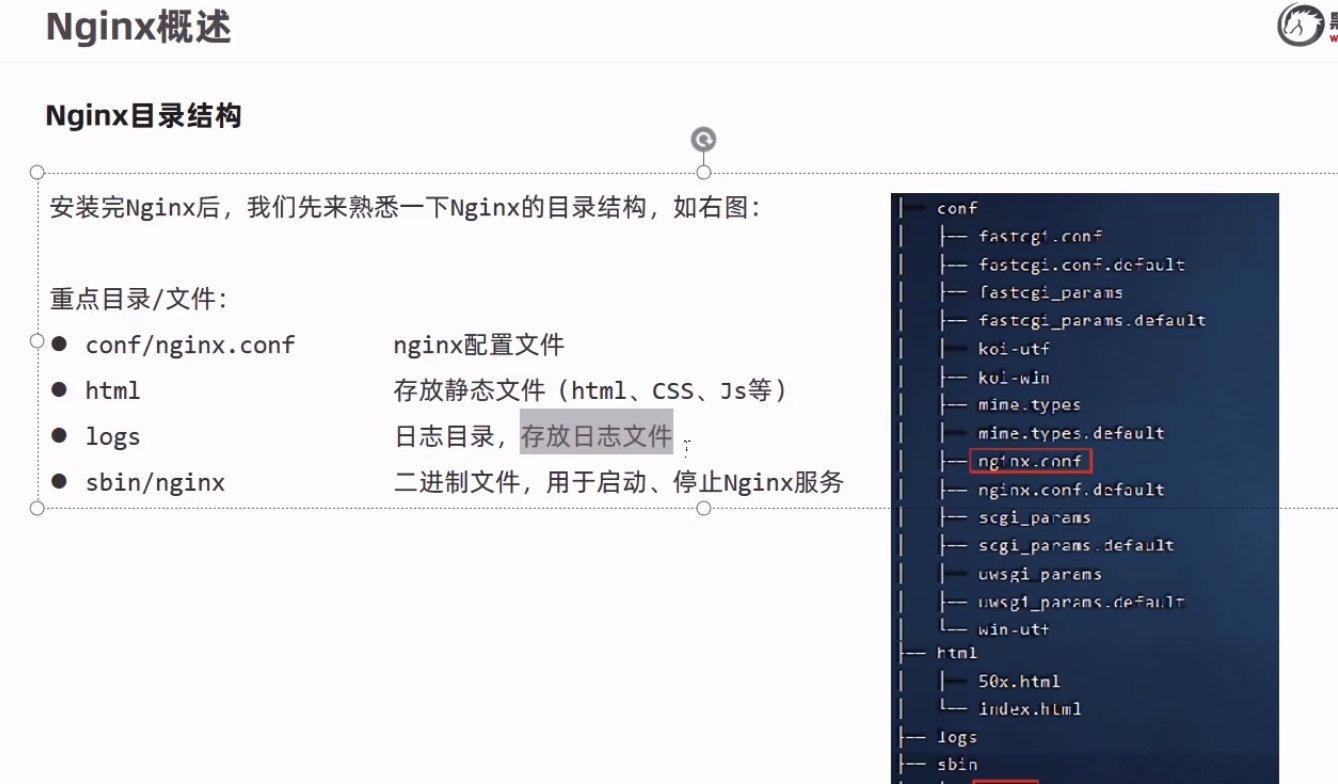 Nginx概述
黑
Nginx目录结构
安装完Nginx后，我们先来熟悉一下Nginx的目录结构，如右图：
重点目录/文件：
● conf/nginx.conf nginx配置文件
● html 存放静态文件（html、CSS、Js等）
● logs 日志目录，存放日志文件
● sbin/nginx 二进制文件，用于启动、停止Nginx服务
├── conf
│   ├── fastcgi.conf
│   ├── fastcgi.conf.default
│   ├── fastcgi_params
│   ├── fastcgi_params.default
│   ├── koi-utf
│   ├── koi-win
│   ├── mime.types
│   ├── mime.types.default
│   ├── nginx.conf
│   ├── nginx.conf.default
│   ├── scgi_params
│   ├── scgi_params.default
│   ├── uwsgi_params
│   ├── uwsgi_params.default
│   └── win-utf
├── html
│   ├── 50x.html
│   └── index.html
├── logs
├── sbin